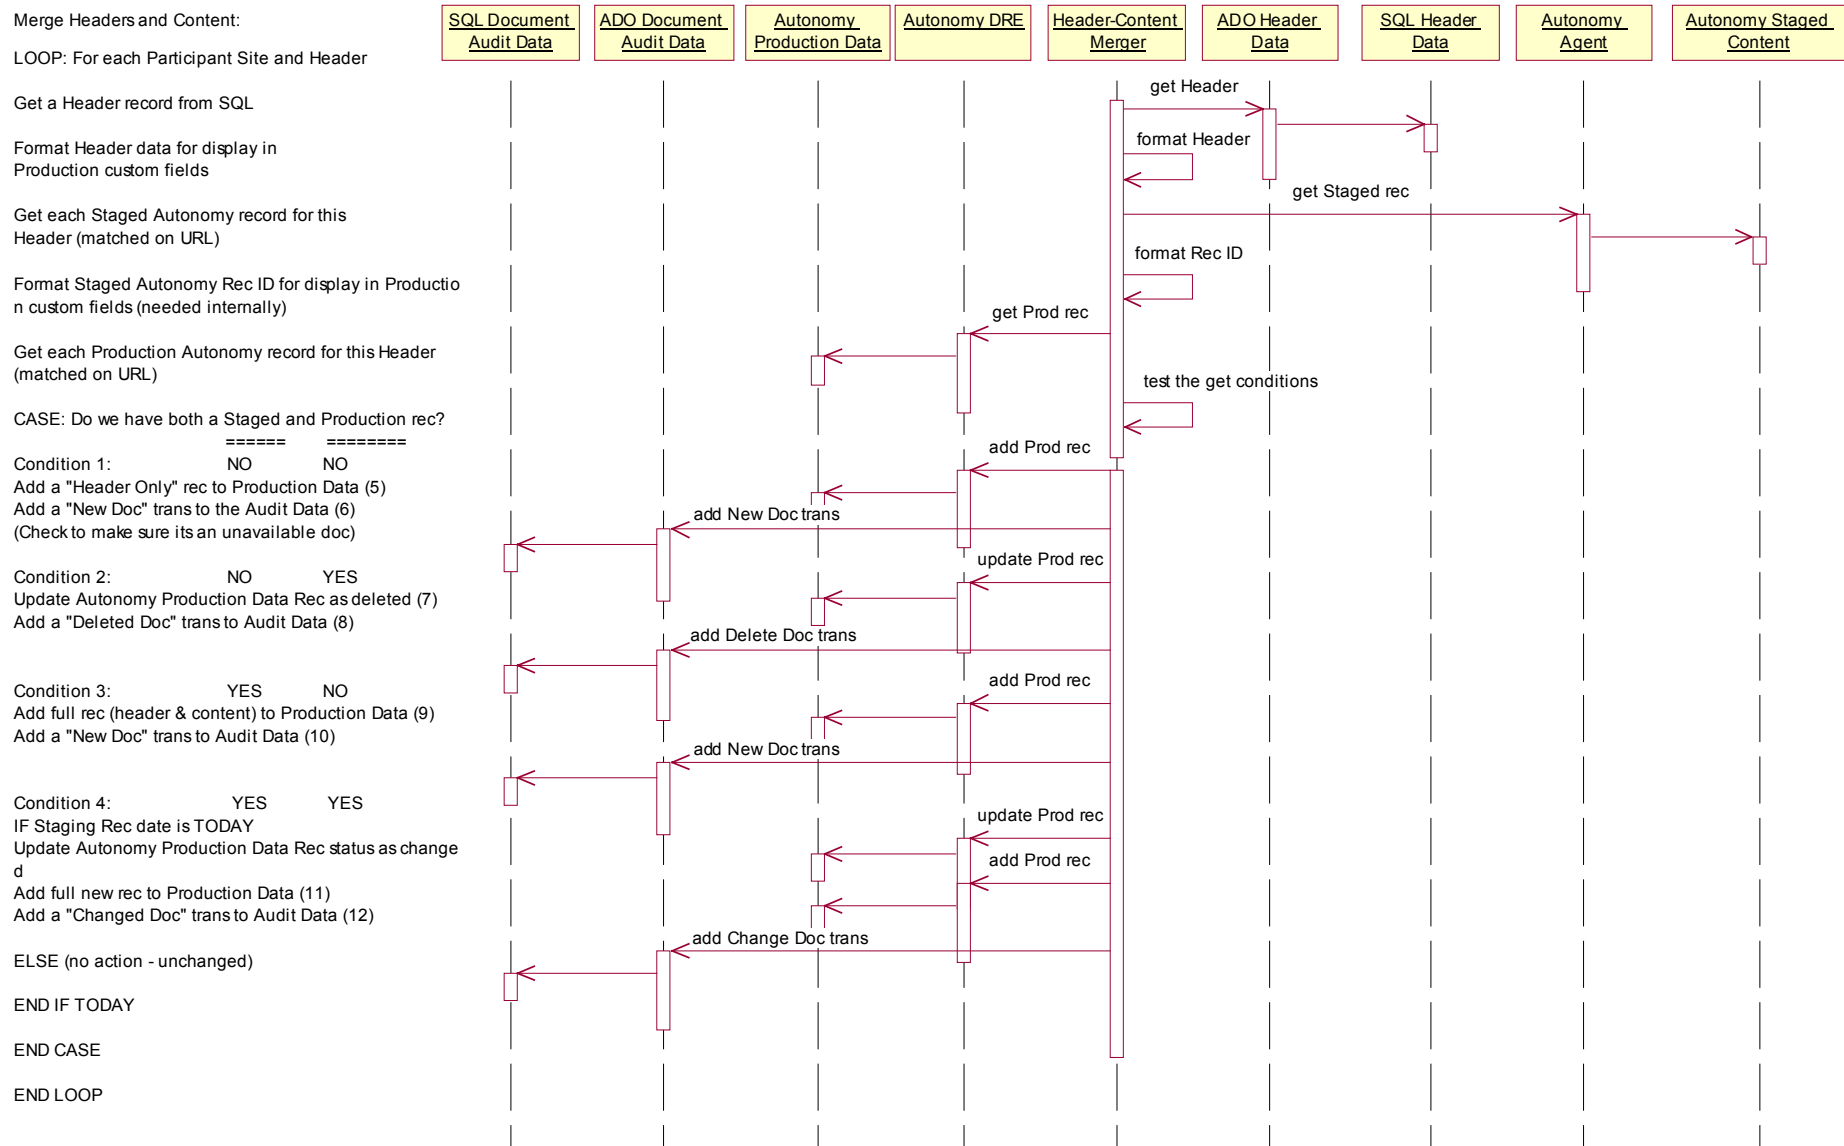 Merge Headers and Content:
LOOP: For each Participant Site and Header
Get a Header record from SQL
Format Header data for display in
Production custom fields
Get each Staged Autonomy record for this
Header (matched on URL)
Format Staged Autonomy Rec ID for display in Productio
n custom fields (needed internally)
Get each Production Autonomy record for this Header
(matched on URL)
CASE: Do we have both a Staged and Production rec?
====== ========
Condition 1: NO NO
Add a "Header Only" rec to Production Data (5)
Add a "New Doc" trans to the Audit Data (6)
(Check to make sure its an unavailable doc)
Condition 2: NO YES
Update Autonomy Production Data Rec as deleted (7)
Add a "Deleted Doc" trans to Audit Data (8)
Condition 3: YES NO
Add full rec (header & content) to Production Data (9)
Add a "New Doc" trans to Audit Data (10)
Condition 4: YES YES
IF Staging Rec date is TODAY
Update Autonomy Production Data Rec status as change
d
Add full new rec to Production Data (11)
Add a "Changed Doc" trans to Audit Data (12)
ELSE (no action - unchanged)
END IF TODAY
END CASE
END LOOP
SQL Document
Audit Data
ADO Document
Audit Data
Autonomy
Production Data
Autonomy DRE
Header-Content
Merger
ADO Header
Data
SQL Header
Data
Autonomy
Agent
Autonomy Staged
Content
get Header
format Header
get Staged rec
format Rec ID
get Prod rec
test the get conditions
add Prod rec
add New Doc trans
update Prod rec
add Delete Doc trans
add Prod rec
add New Doc trans
update Prod rec
add Prod rec
add Change Doc trans